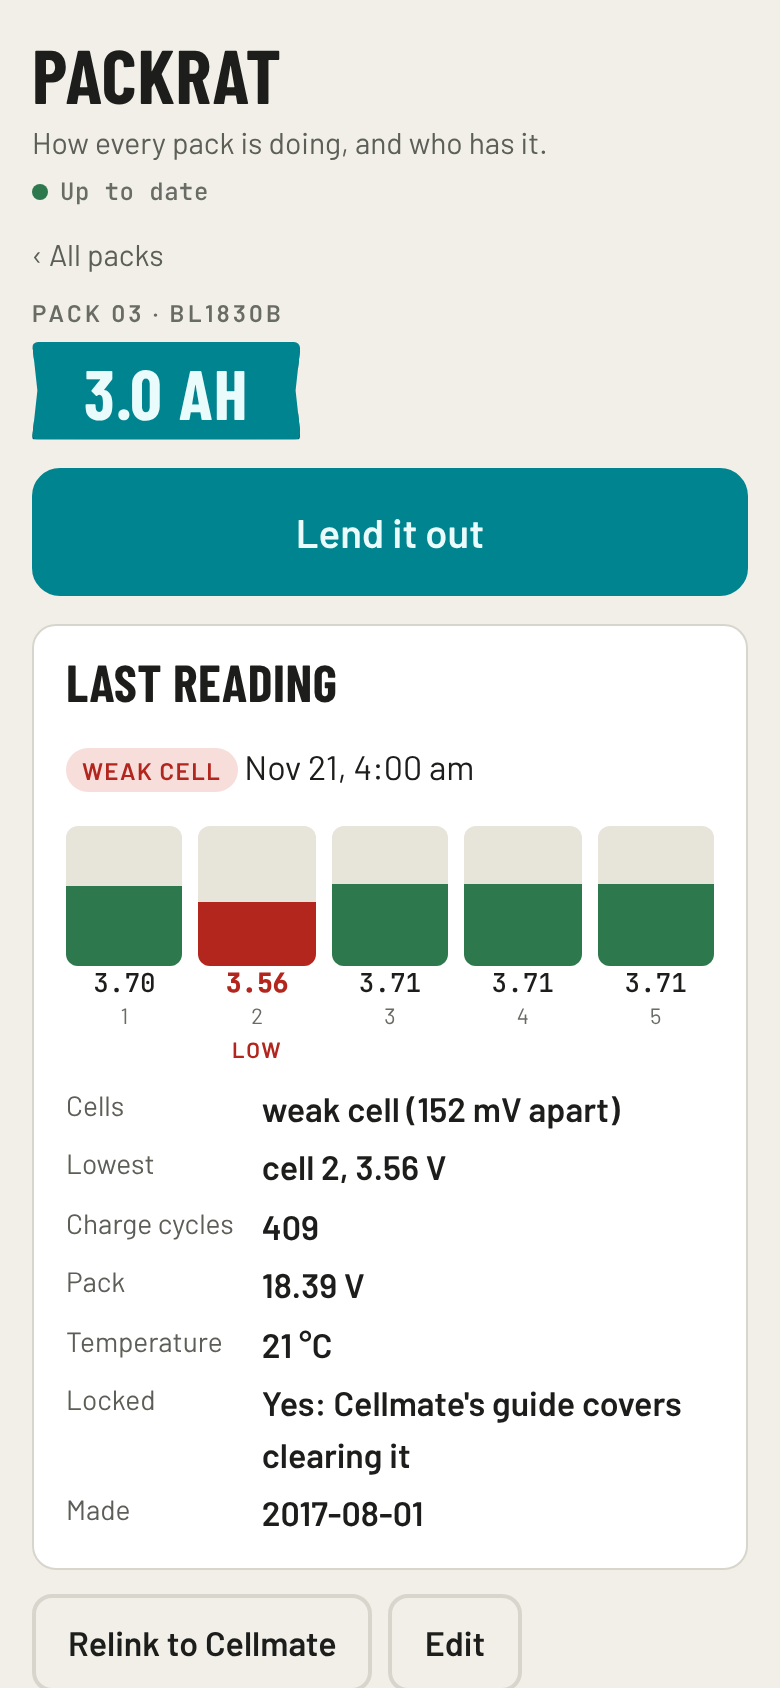 PACKRAT
How every pack is doing, and who has it.
Up to date
‹ All packs
PACK 03 · BL1830B
3.0 AH
Lend it out
LAST READING
WEAK CELL Nov 21, 4:00 am
3.70 3.56 3.71 3.71 3.71
1 2 3 4 5
LOW
Cells weak cell (152 mV apart)
Lowest cell 2, 3.56 V
Charge cycles 409
Pack 18.39 V
Temperature 21 °C
Locked Yes: Cellmate's guide covers
clearing it
Made 2017-08-01
Relink to Cellmate Edit